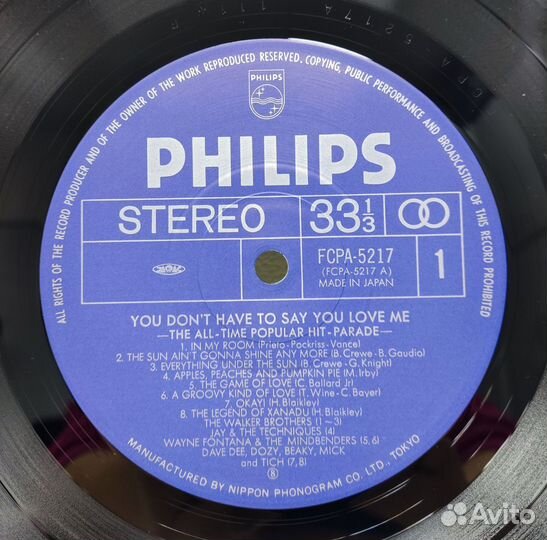 ALL RIGHTS OF THE RECORD PRODUCER AND OF THE OWNER OF THE WORK REPRODUCED RESERVED. COPYING, PUBLIC PERFORMANCE AND BROADCASTING OF THIS RECORD PROHIBITED
PHILIPS
PHILIPS
STEREO
33 1/3
FCPA-5217
(FCPA-5217 A)
MADE IN JAPAN
1
YOU DON'T HAVE TO SAY YOU LOVE ME
—THE ALL-TIME POPULAR HIT-PARADE—
1. IN MY ROOM (Prieto-Pockriss-Vance)
2. THE SUN AIN'T GONNA SHINE ANY MORE (B. Crewe-B. Gaudio)
3. EVERYTHING UNDER THE SUN (B. Crewe-G. Knight)
4. APPLES, PEACHES AND PUMPKIN PIE (M. Irby)
5. THE GAME OF LOVE (C. Ballard Jr)
6. A GROOVY KIND OF LOVE (T. Wine-C. Bayer)
7. OKAY! (H. Blaikley)
8. THE LEGEND OF XANADU (H. Blaikley)
THE WALKER BROTHERS (1~3)
JAY & THE TECHNIQUES (4)
WAYNE FONTANA & THE MINDBENDERS (5, 6)
DAVE DEE, DOZY, BEAKY, MICK
and TICH (7, 8)
8
MANUFACTURED BY NIPPON PHONOGRAM CO. LTD., TOKYO
Avito